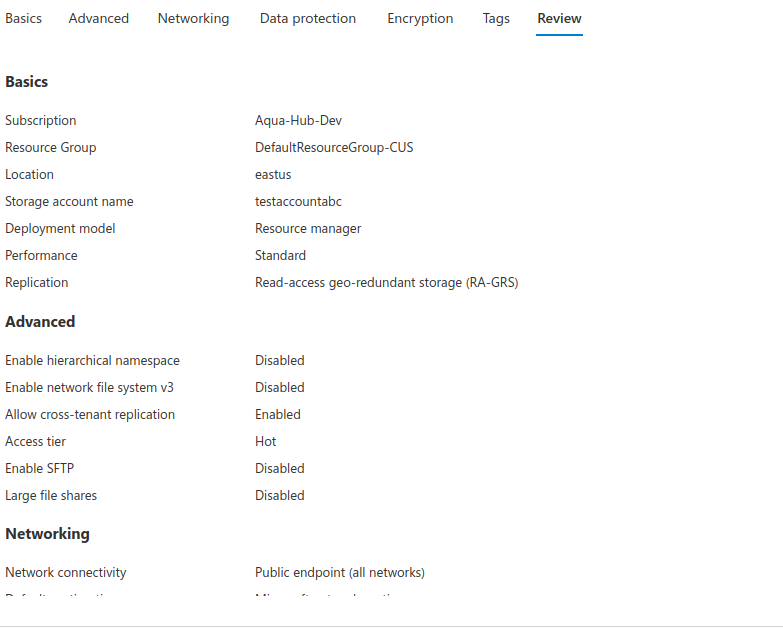 Basics Advanced Networking Data protection Encryption Tags Review
Basics
Subscription Aqua-Hub-Dev
Resource Group DefaultResourceGroup-CUS
Location eastus
Storage account name testaccountabc
Deployment model Resource manager
Performance Standard
Replication Read-access geo-redundant storage (RA-GRS)
Advanced
Enable hierarchical namespace Disabled
Enable network file system v3 Disabled
Allow cross-tenant replication Enabled
Access tier Hot
Enable SFTP Disabled
Large file shares Disabled
Networking
Network connectivity Public endpoint (all networks)